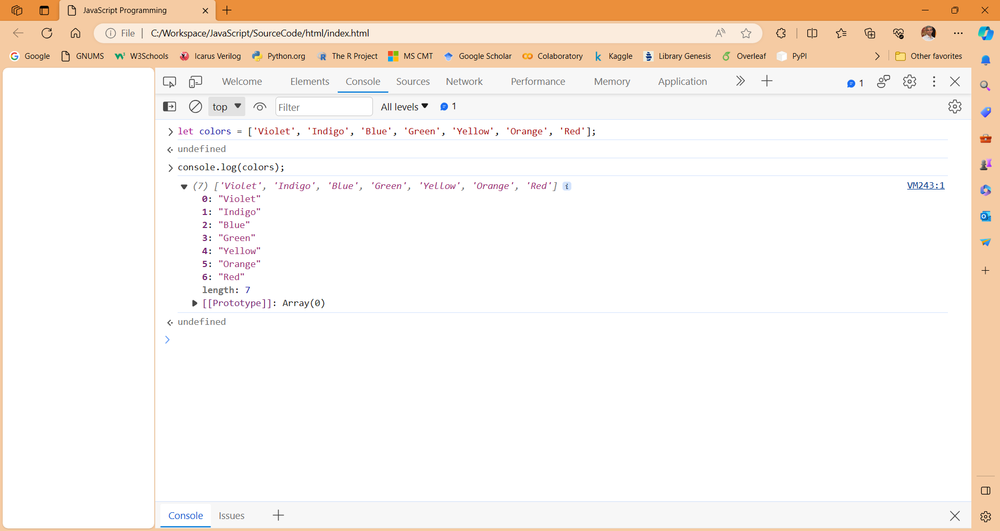 JavaScript Programming
File | C:/Workspace/JavaScript/SourceCode/html/index.html
Google GNUMS W3Schools Icarus Verilog Python.org The R Project MS CMT Google Scholar Colaboratory Kaggle Library Genesis Overleaf PyPI Other favorites
Welcome Elements Console Sources Network Performance Memory Application 1
top Filter All levels 1
let colors = ['Violet', 'Indigo', 'Blue', 'Green', 'Yellow', 'Orange', 'Red'];
undefined
console.log(colors);
(7) ['Violet', 'Indigo', 'Blue', 'Green', 'Yellow', 'Orange', 'Red'] i VM243:1
0: "Violet"
1: "Indigo"
2: "Blue"
3: "Green"
4: "Yellow"
5: "Orange"
6: "Red"
length: 7
[[Prototype]]: Array(0)
undefined
Console Issues